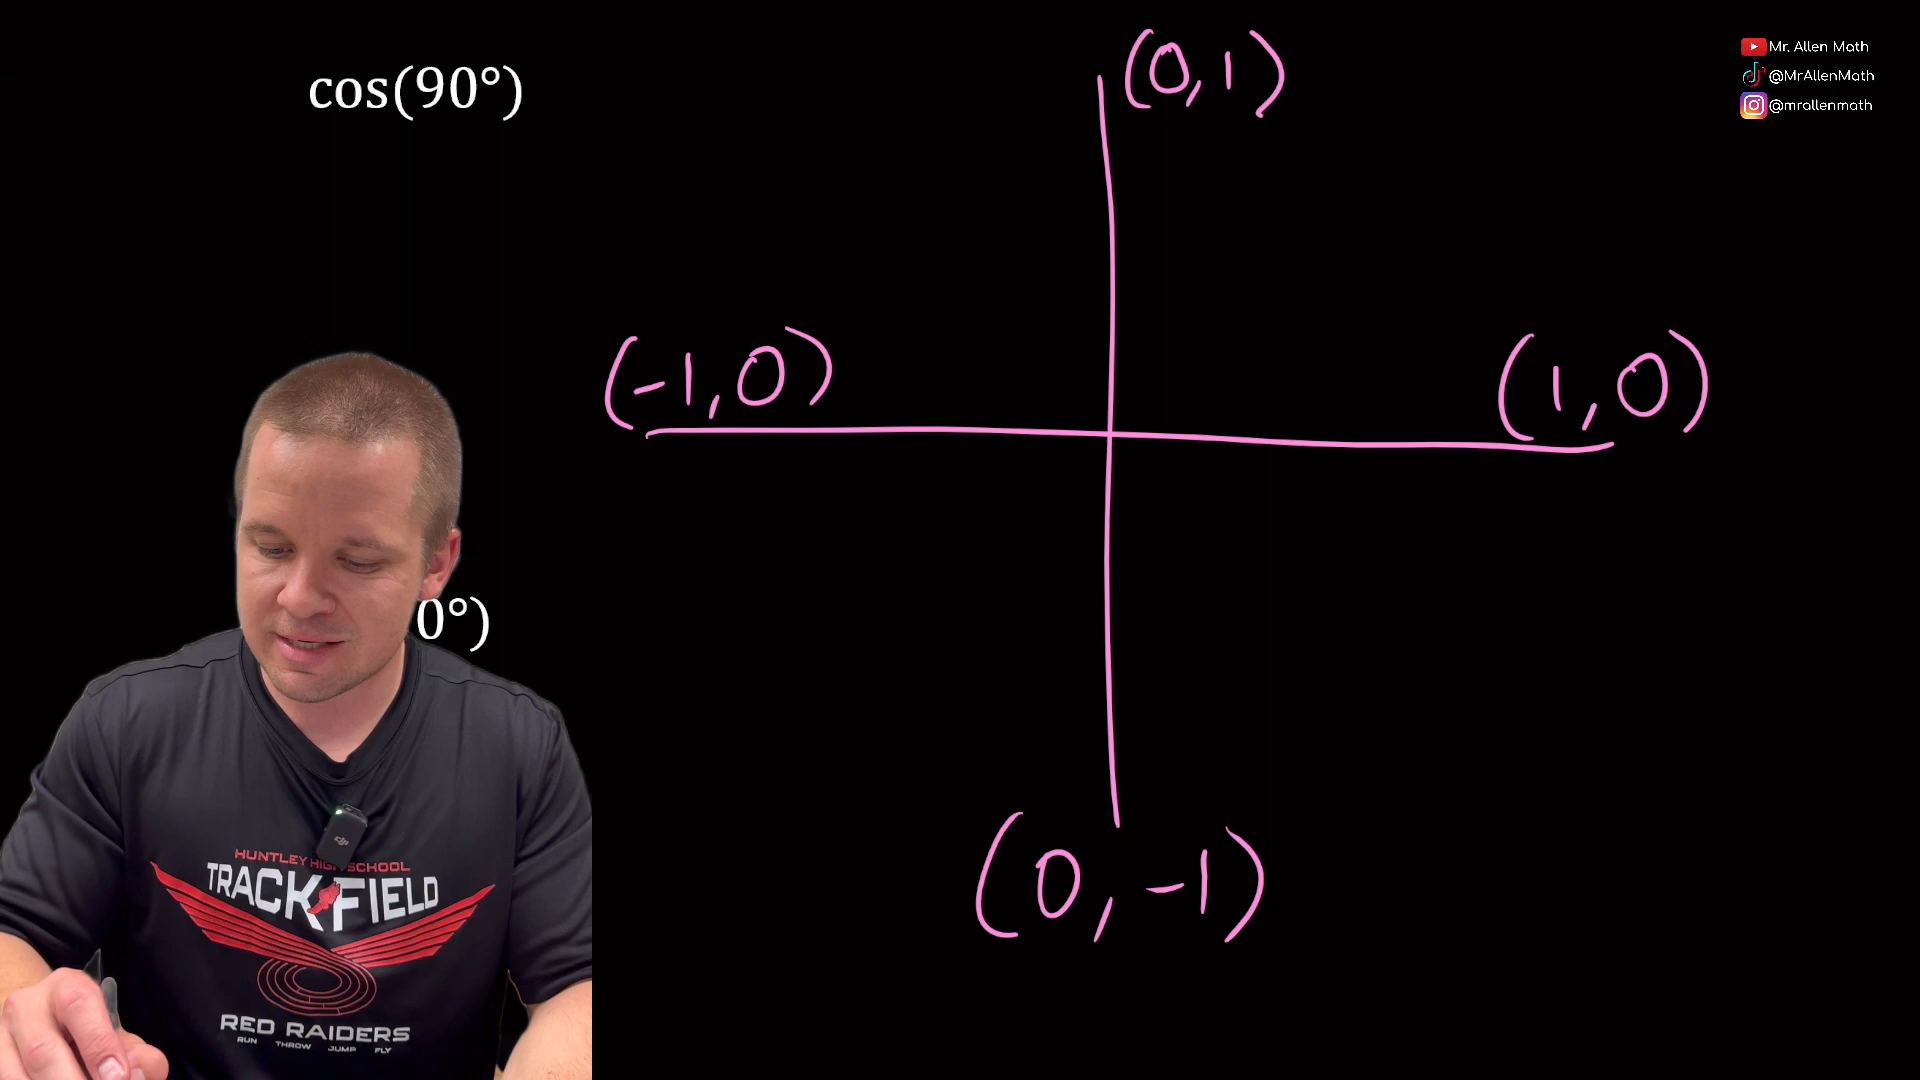 cos(90°)
(0,1)
Mr. Allen Math
@MrAllenMath
@mrallenmath
(-1,0)
(1,0)
0°)
(0,-1)
HUNTLEY HIGH SCHOOL
TRACK FIELD
RED RAIDERS
RUN THROW JUMP FLY
dji